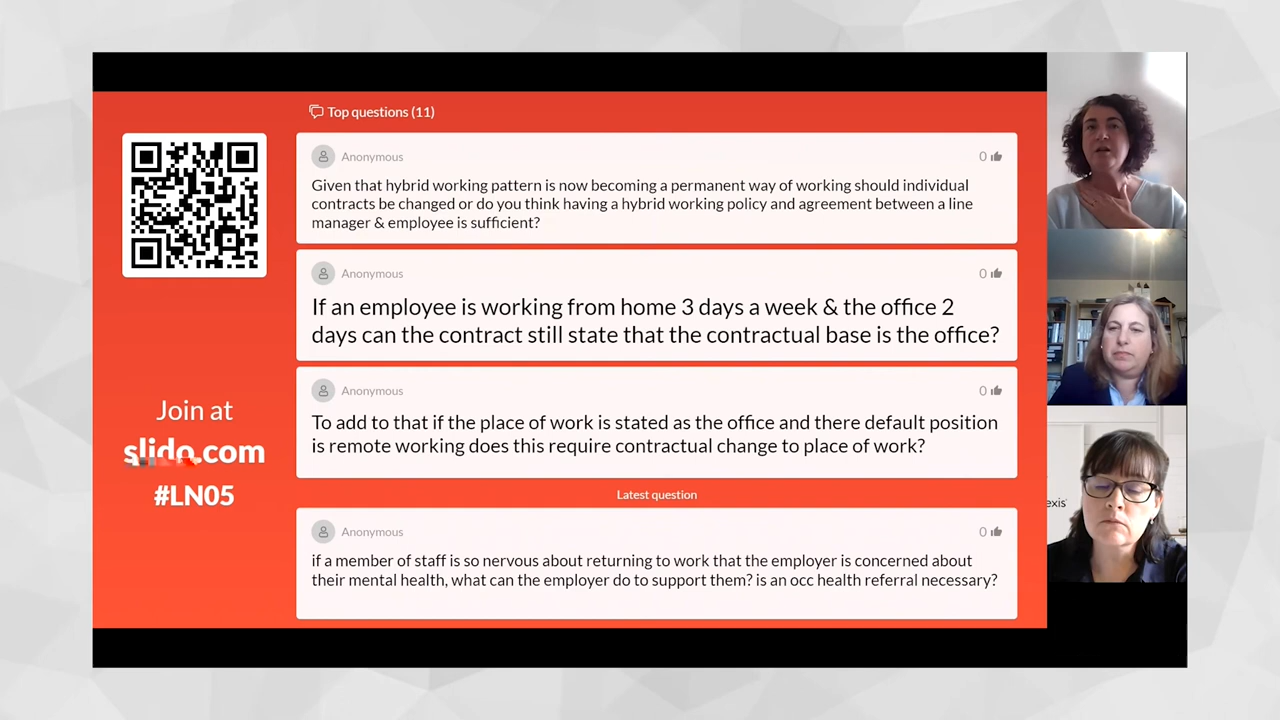 Top questions (11)
Anonymous
0
Given that hybrid working pattern is now becoming a permanent way of working should individual
contracts be changed or do you think having a hybrid working policy and agreement between a line
manager & employee is sufficient?
Anonymous
0
If an employee is working from home 3 days a week & the office 2
days can the contract still state that the contractual base is the office?
Anonymous
0
To add to that if the place of work is stated as the office and there default position
is remote working does this require contractual change to place of work?
Latest question
Anonymous
0
if a member of staff is so nervous about returning to work that the employer is concerned about
their mental health, what can the employer do to support them? is an occ health referral necessary?
Join at
slido.com
#LN05
exis